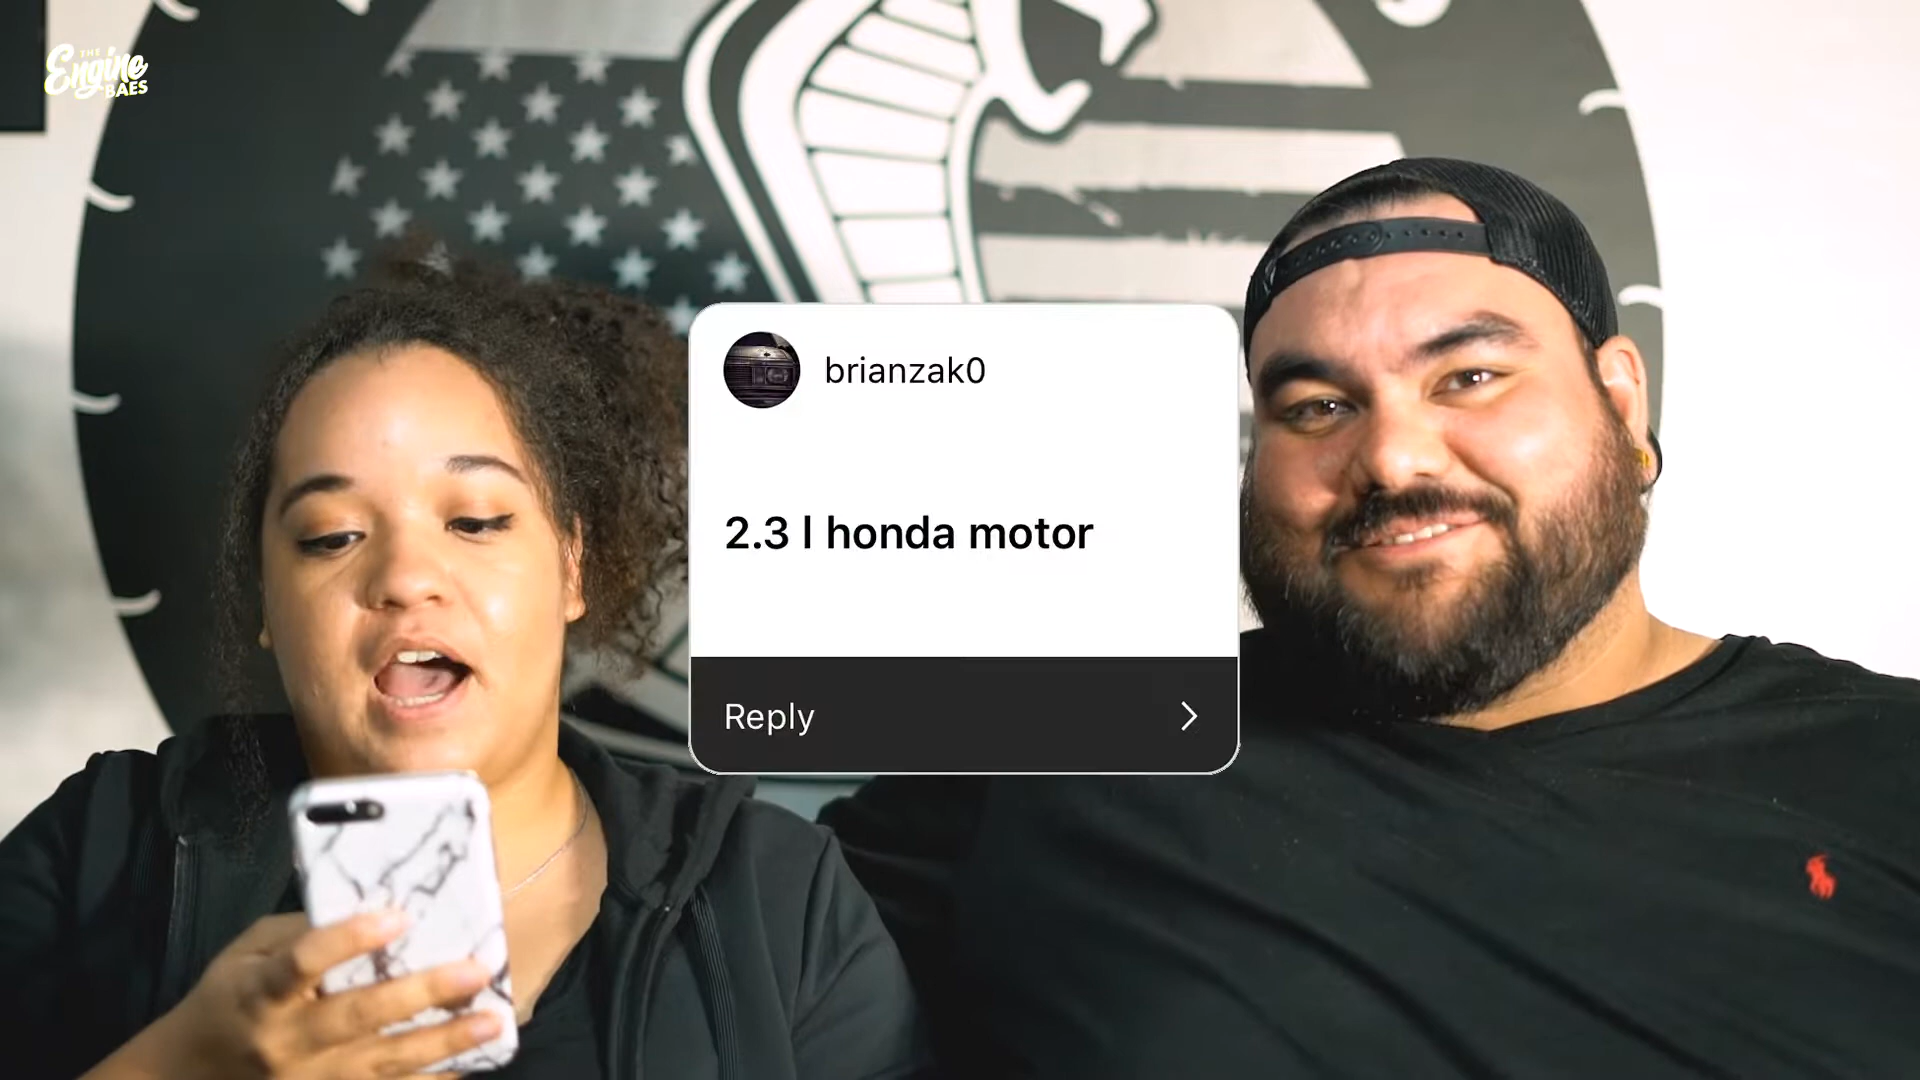 THE
Engine
BAES
brianzak0
2.3 l honda motor
Reply